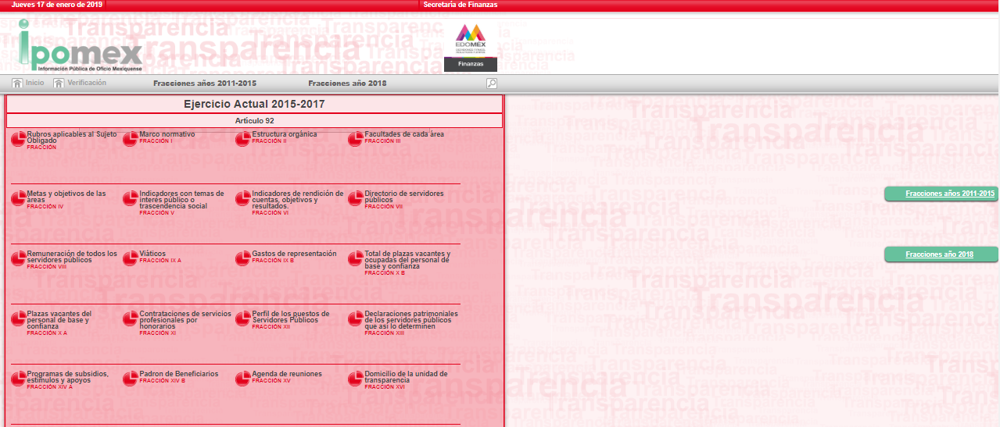 Jueves 17 de enero de 2019
Secretaría de Finanzas
ipomex
Información Pública de Oficio Mexiquense
EDOMÉX
Finanzas
Inicio
Verificación
Fracciones años 2011-2015
Fracciones año 2018
Ejercicio Actual 2015-2017
Artículo 92
Rubros aplicables al Sujeto
Obligado
FRACCIÓN
Marco normativo
FRACCIÓN I
Estructura orgánica
FRACCIÓN II
Facultades de cada área
FRACCIÓN III
Metas y objetivos de las
áreas
FRACCIÓN IV
Indicadores con temas de
interés público o
trascendencia social
FRACCIÓN V
Indicadores de rendición de
cuentas, objetivos y
resultados.
FRACCIÓN VI
Directorio de servidores
públicos
FRACCIÓN VII
Remuneración de todos los
servidores públicos
FRACCIÓN VIII
Viáticos
FRACCIÓN IX A
Gastos de representación
FRACCIÓN IX B
Total de plazas vacantes y
ocupadas del personal de
base y confianza
FRACCIÓN X B
Plazas vacantes del
personal de base y
confianza
FRACCIÓN X A
Contrataciones de servicios
profesionales por
honorarios
FRACCIÓN XI
Perfil de los puestos de
Servidores Públicos
FRACCIÓN XII
Declaraciones patrimoniales
de los servidores públicos
que así lo determinen
FRACCIÓN XIII
Programas de subsidios,
estímulos y apoyos
FRACCIÓN XIV A
Padron de Beneficiarios
FRACCIÓN XIV B
Agenda de reuniones
FRACCIÓN XV
Domicilio de la unidad de
transparencia
FRACCIÓN XVI
Fracciones años 2011-2015
Fracciones año 2018
Transparencia